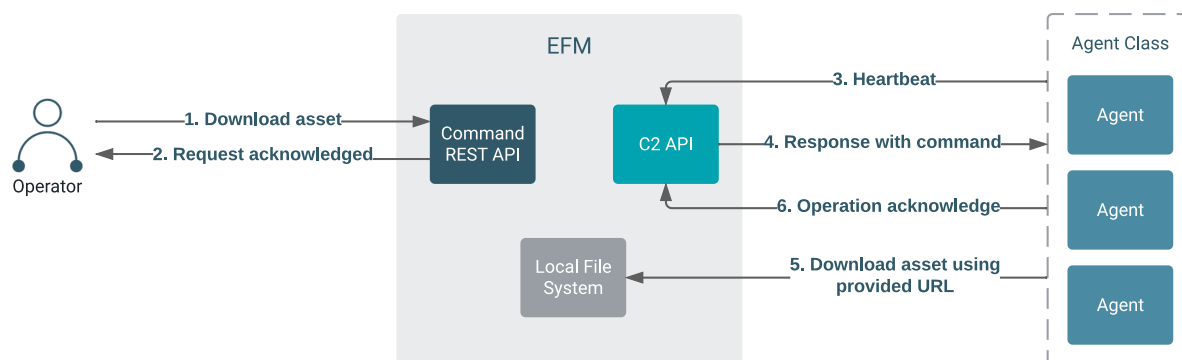 EFM
Agent Class
3. Heartbeat
Agent
1. Download asset
Command
REST API
C2 API
4. Response with command
2. Request acknowledged
Operator
6. Operation acknowledge
Agent
Local File
System
5. Download asset using
provided URL
Agent